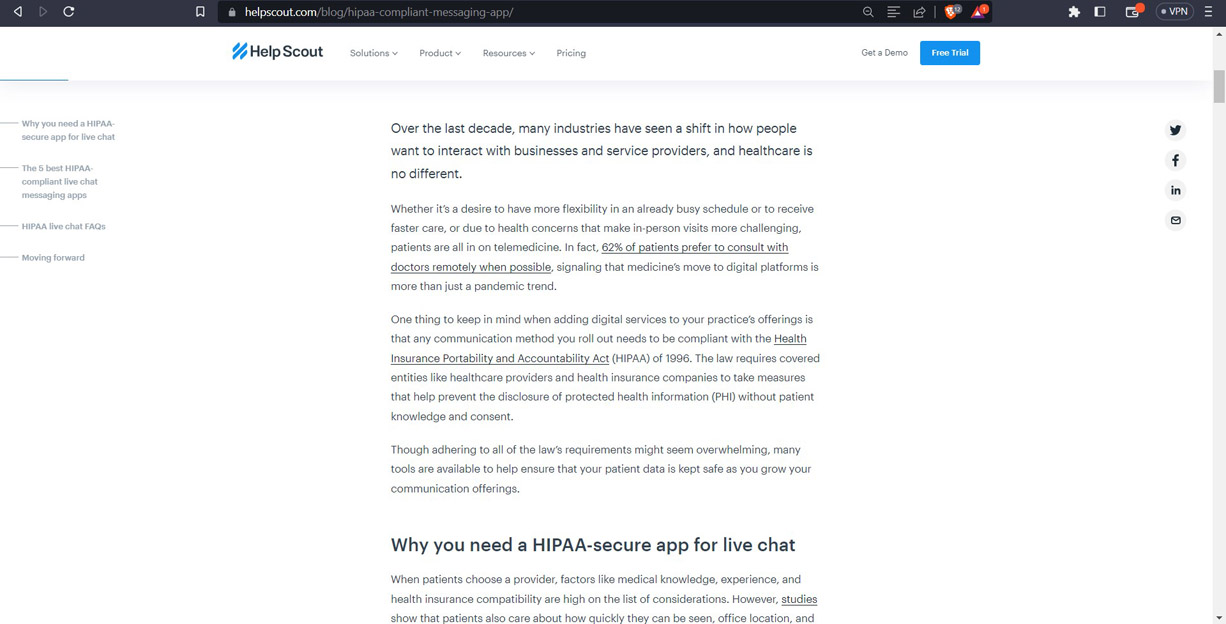 helpscout.com/blog/hipaa-compliant-messaging-app/
12
1
VPN
Help Scout
Solutions
Product
Resources
Pricing
Get a Demo
Free Trial
Why you need a HIPAA-
secure app for live chat
The 5 best HIPAA-
compliant live chat
messaging apps
HIPAA live chat FAQs
Moving forward
Over the last decade, many industries have seen a shift in how people
want to interact with businesses and service providers, and healthcare is
no different.
Whether it's a desire to have more flexibility in an already busy schedule or to receive
faster care, or due to health concerns that make in-person visits more challenging,
patients are all in on telemedicine. In fact, 62% of patients prefer to consult with
doctors remotely when possible, signaling that medicine's move to digital platforms is
more than just a pandemic trend.
One thing to keep in mind when adding digital services to your practice's offerings is
that any communication method you roll out needs to be compliant with the Health
Insurance Portability and Accountability Act (HIPAA) of 1996. The law requires covered
entities like healthcare providers and health insurance companies to take measures
that help prevent the disclosure of protected health information (PHI) without patient
knowledge and consent.
Though adhering to all of the law's requirements might seem overwhelming, many
tools are available to help ensure that your patient data is kept safe as you grow your
communication offerings.
Why you need a HIPAA-secure app for live chat
When patients choose a provider, factors like medical knowledge, experience, and
health insurance compatibility are high on the list of considerations. However, studies
show that patients also care about how quickly they can be seen, office location, and